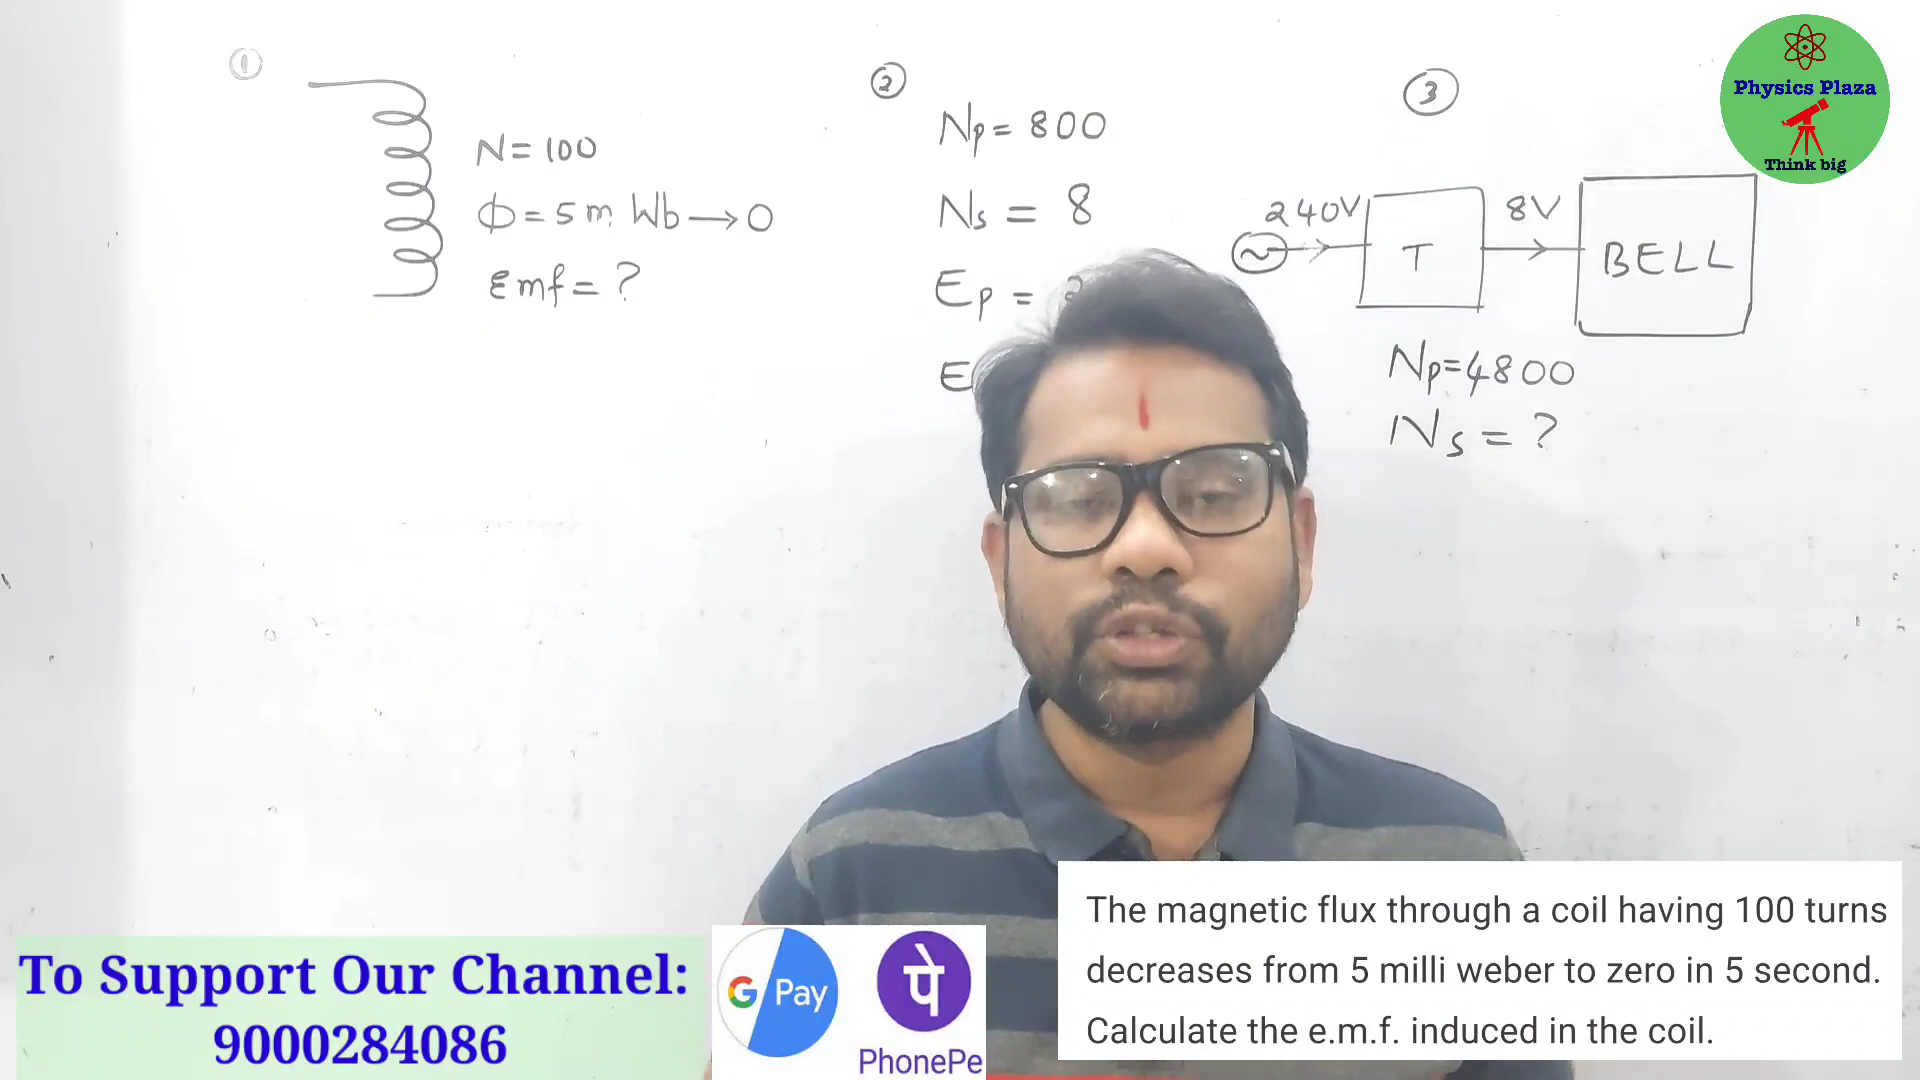 ①
N = 100
Φ = 5 m Wb → 0
Emf = ?
②
Np = 800
Ns = 8
Ep =
E
③
240V
T
8V
BELL
Np = 4800
Ns = ?
Physics Plaza
Think big
To Support Our Channel:
9000284086
G Pay
पे
PhonePe
The magnetic flux through a coil having 100 turns
decreases from 5 milli weber to zero in 5 second.
Calculate the e.m.f. induced in the coil.